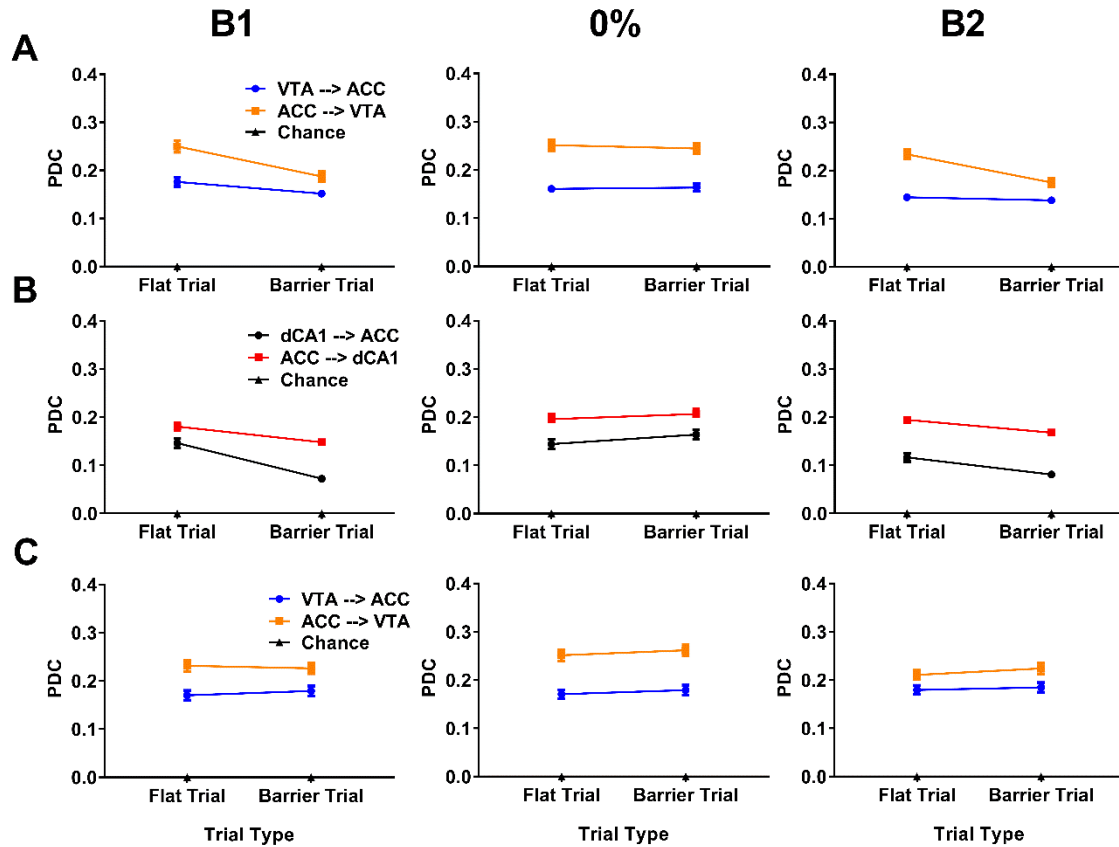 B1 0% B2
A
0.4 0.3 0.2 0.1 0.0
PDC
VTA --> ACC
ACC --> VTA
Chance
Flat Trial Barrier Trial
0.4 0.3 0.2 0.1 0.0
PDC
Flat Trial Barrier Trial
0.4 0.3 0.2 0.1 0.0
PDC
Flat Trial Barrier Trial
B
0.4 0.3 0.2 0.1 0.0
PDC
dCA1 --> ACC
ACC --> dCA1
Chance
Flat Trial Barrier Trial
0.4 0.3 0.2 0.1 0.0
PDC
Flat Trial Barrier Trial
0.4 0.3 0.2 0.1 0.0
PDC
Flat Trial Barrier Trial
C
0.4 0.3 0.2 0.1 0.0
PDC
VTA --> ACC
ACC --> VTA
Chance
Flat Trial Barrier Trial
Trial Type
0.4 0.3 0.2 0.1 0.0
PDC
Flat Trial Barrier Trial
Trial Type
0.4 0.3 0.2 0.1 0.0
PDC
Flat Trial Barrier Trial
Trial Type